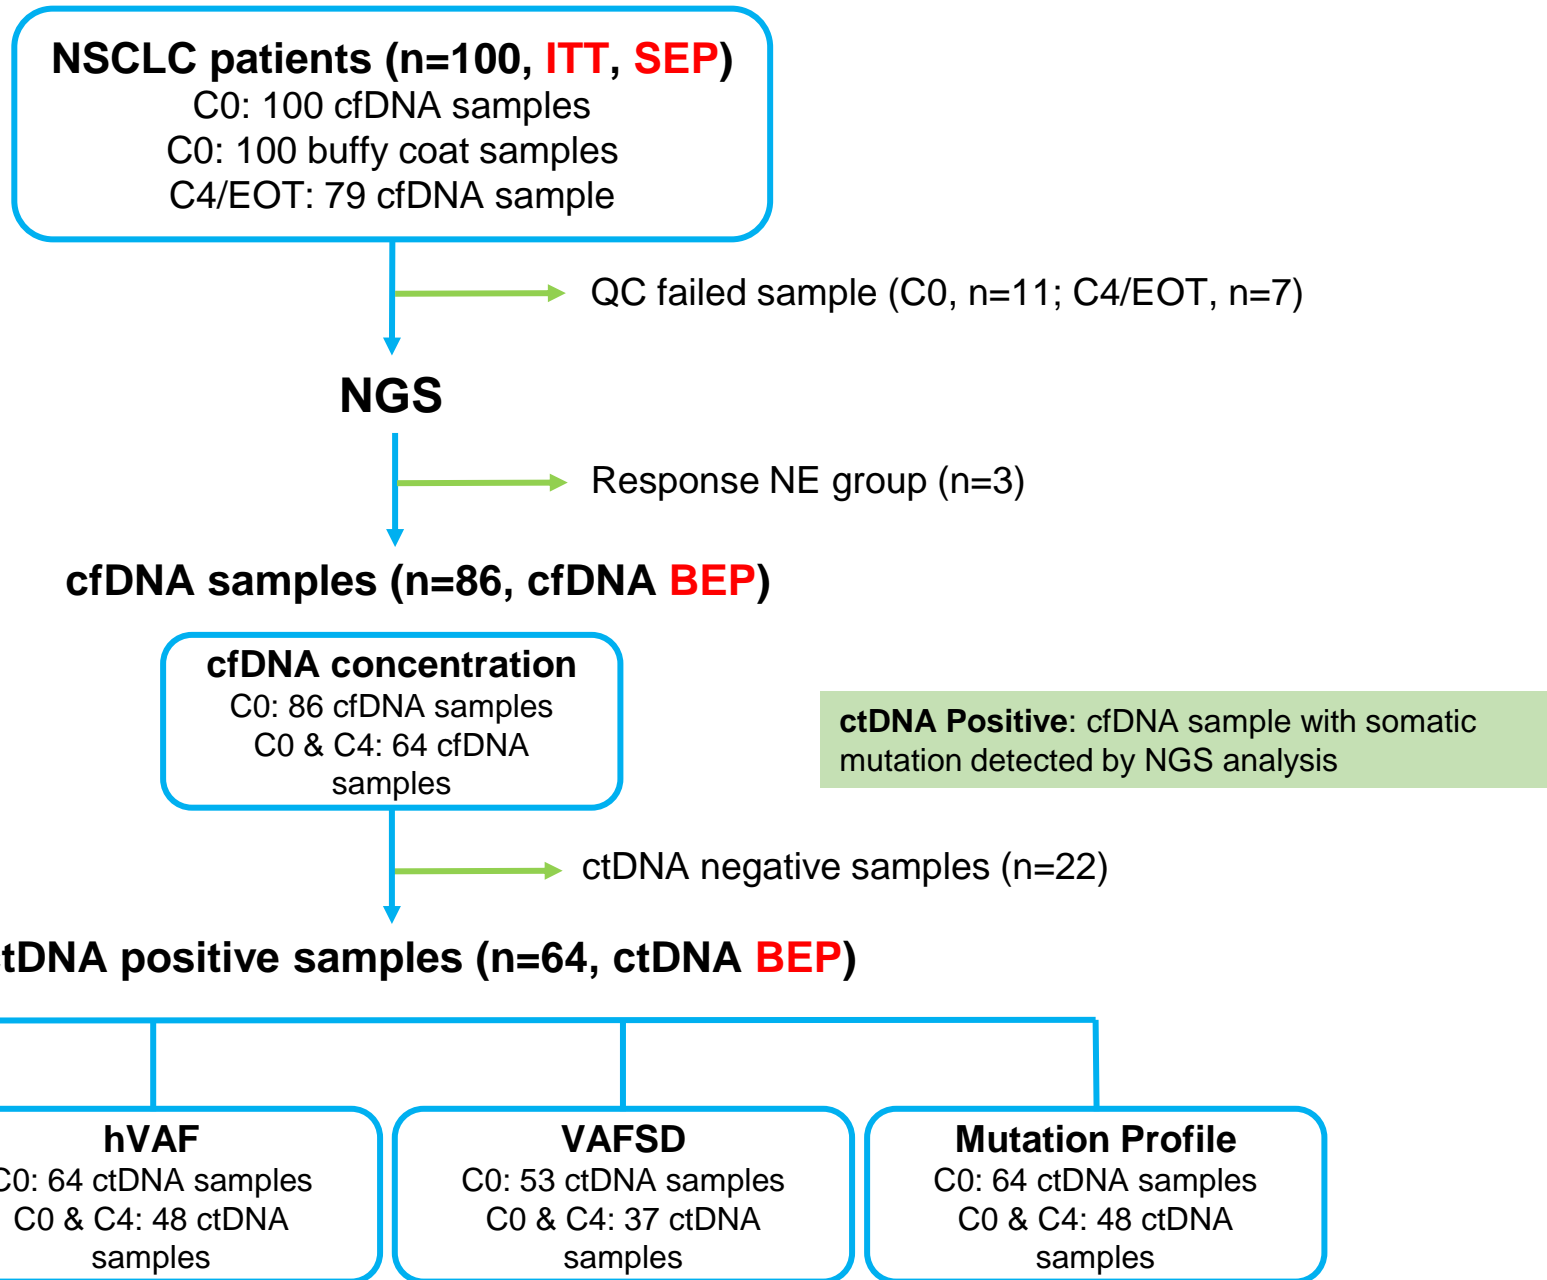 NSCLC patients (n=100, ITT, SEP)
C0: 100 cfDNA samples
C0: 100 buffy coat samples
C4/EOT: 79 cfDNA sample
QC failed sample (C0, n=11; C4/EOT, n=7)
NGS
Response NE group (n=3)
cfDNA samples (n=86, cfDNA BEP)
cfDNA concentration
C0: 86 cfDNA samples
C0 & C4: 64 cfDNA
samples
ctDNA Positive: cfDNA sample with somatic
mutation detected by NGS analysis
ctDNA negative samples (n=22)
ctDNA positive samples (n=64, ctDNA BEP)
hVAF
C0: 64 ctDNA samples
C0 & C4: 48 ctDNA
samples
VAFSD
C0: 53 ctDNA samples
C0 & C4: 37 ctDNA
samples
Mutation Profile
C0: 64 ctDNA samples
C0 & C4: 48 ctDNA
samples